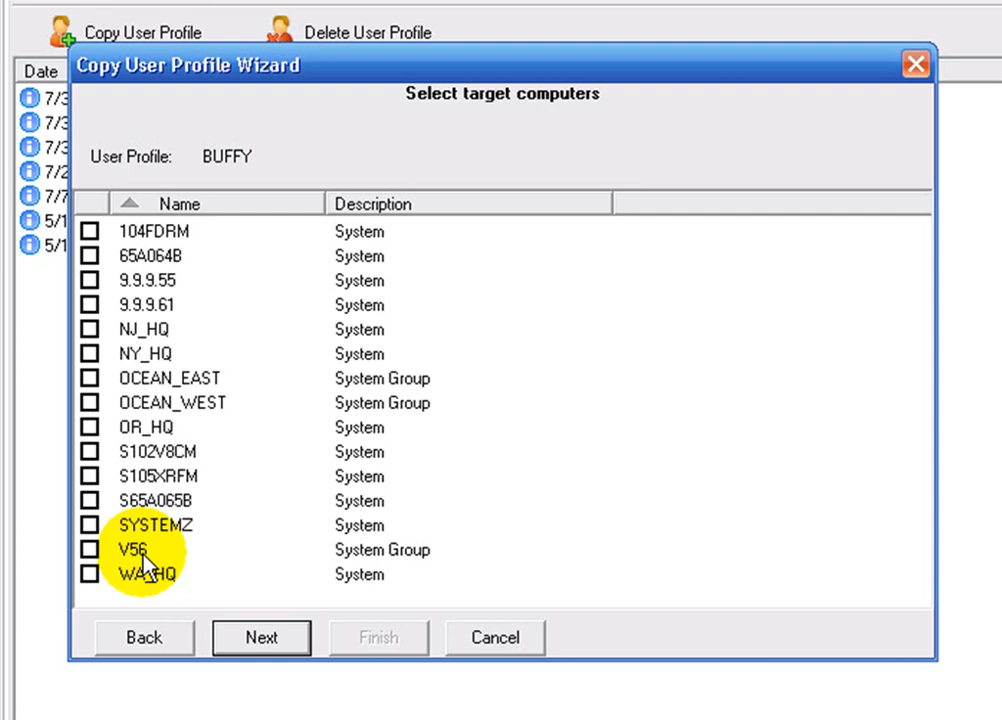 Copy User Profile Delete User Profile
Date
Copy User Profile Wizard
Select target computers
User Profile: BUFFY
Name Description
104FDRM System
65A064B System
9.9.9.55 System
9.9.9.61 System
NJ_HQ System
NY_HQ System
OCEAN_EAST System Group
OCEAN_WEST System Group
OR_HQ System
S102V8CM System
S105XRFM System
S65A065B System
SYSTEMZ System
V56 System Group
WA_HQ System
7/3
7/3
7/3
7/2
7/7
5/1
5/1
Back Next Finish Cancel